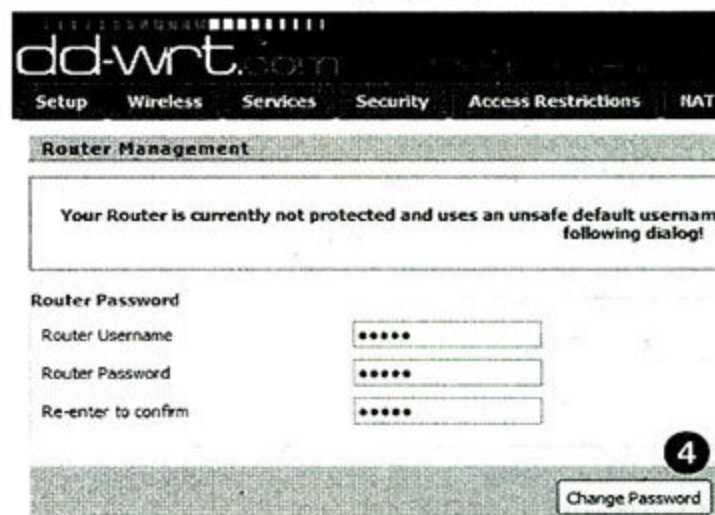 dd-wrt.com
Setup Wireless Services Security Access Restrictions NAT
Router Management
Your Router is currently not protected and uses an unsafe default usernam
following dialog!
Router Password
Router Username •••••
Router Password •••••
Re-enter to confirm •••••
4
Change Password